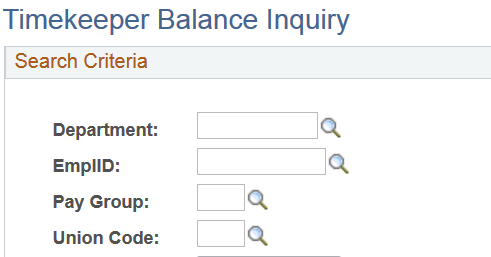 Timekeeper Balance Inquiry
Search Criteria
Department:
EmplID:
Pay Group:
Union Code: